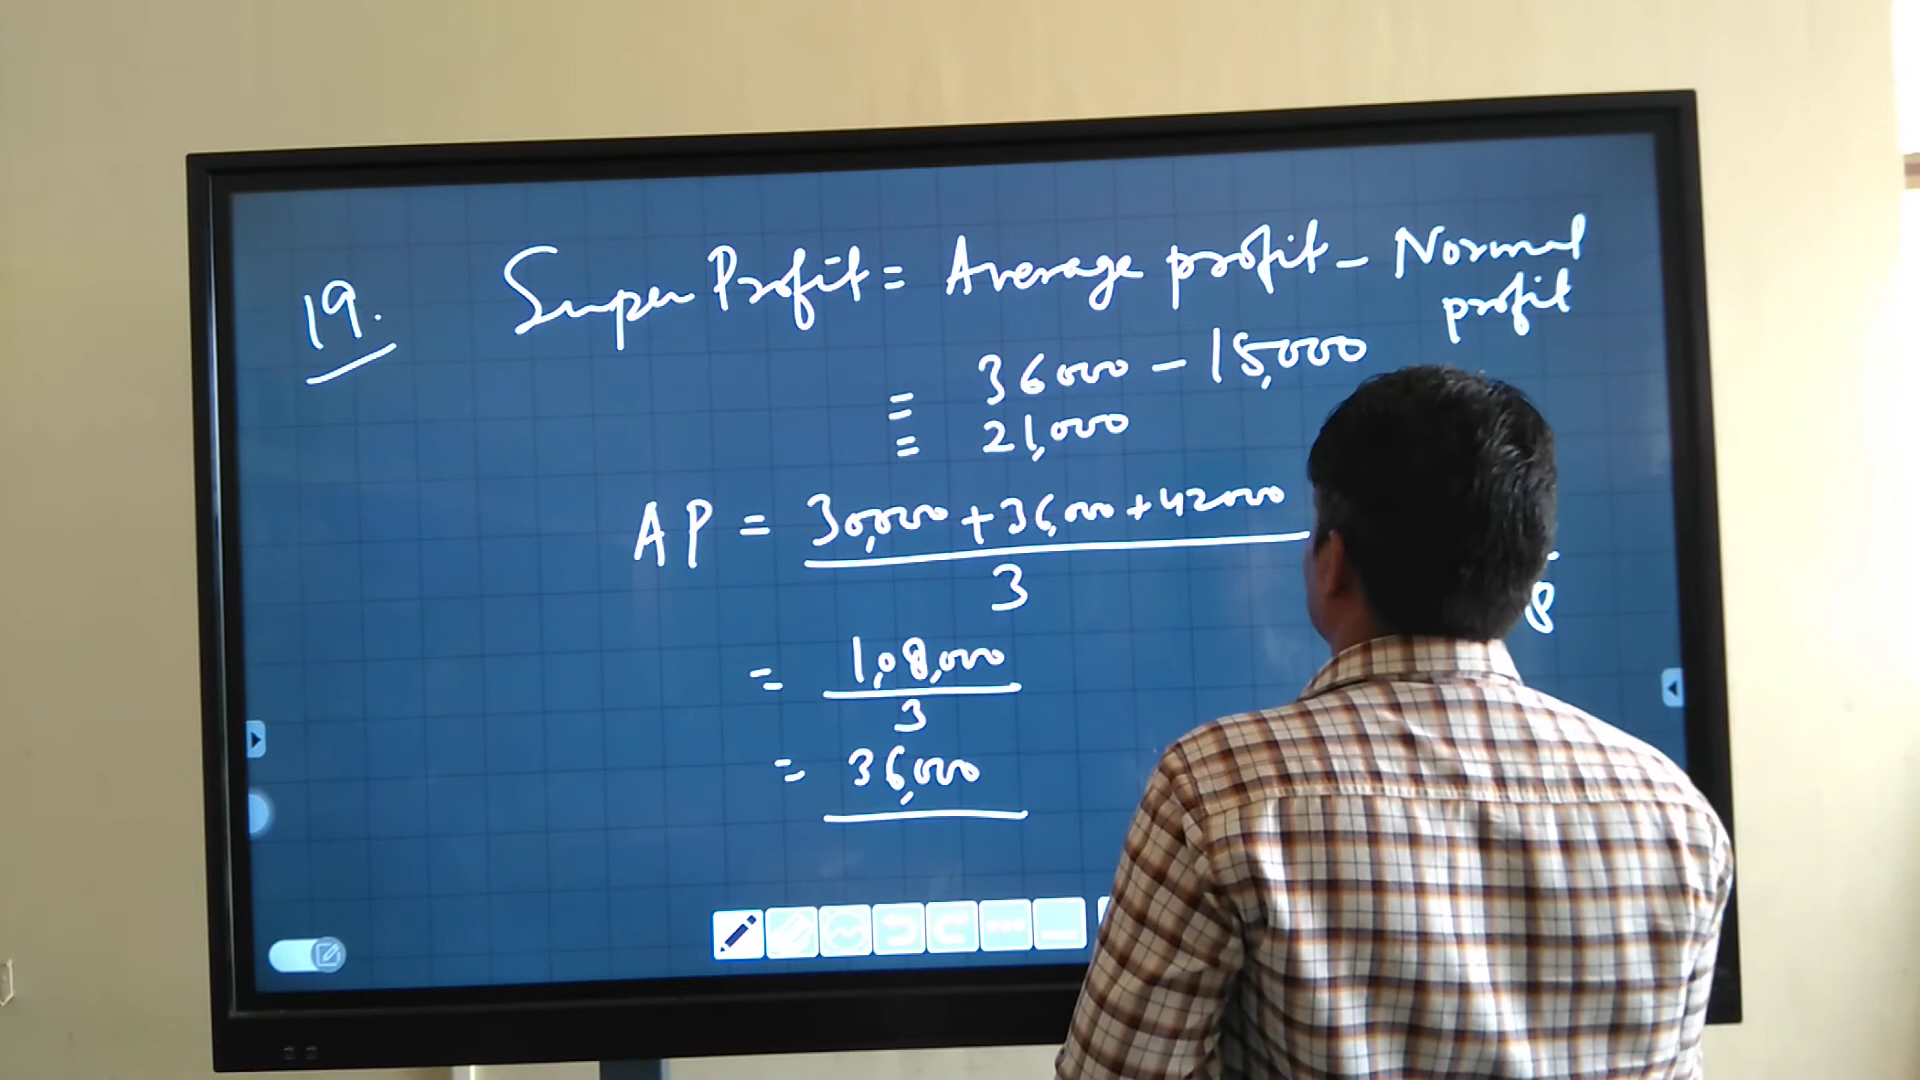 19. Super Profit = Average profit - Normal
profit
= 36000 - 15,000
= 21,000
AP = 30,000 + 36,000 + 42000
3
= 1,08,000
3
= 36,000
8